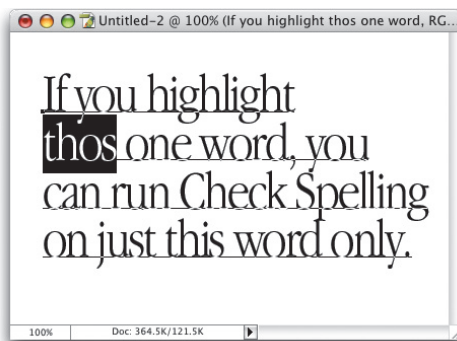 Untitled-2 @ 100% (If you highlight thos one word, RG...
If you highlight
thos one word, you
can run Check Spelling
on just this word only.
100% Doc: 364.5K/121.5K